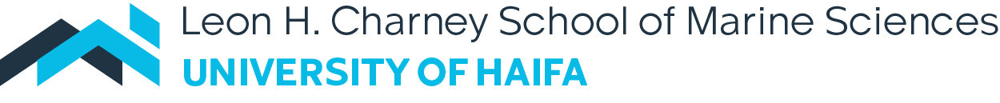 Leon H. Charney School of Marine Sciences
UNIVERSITY OF HAIFA